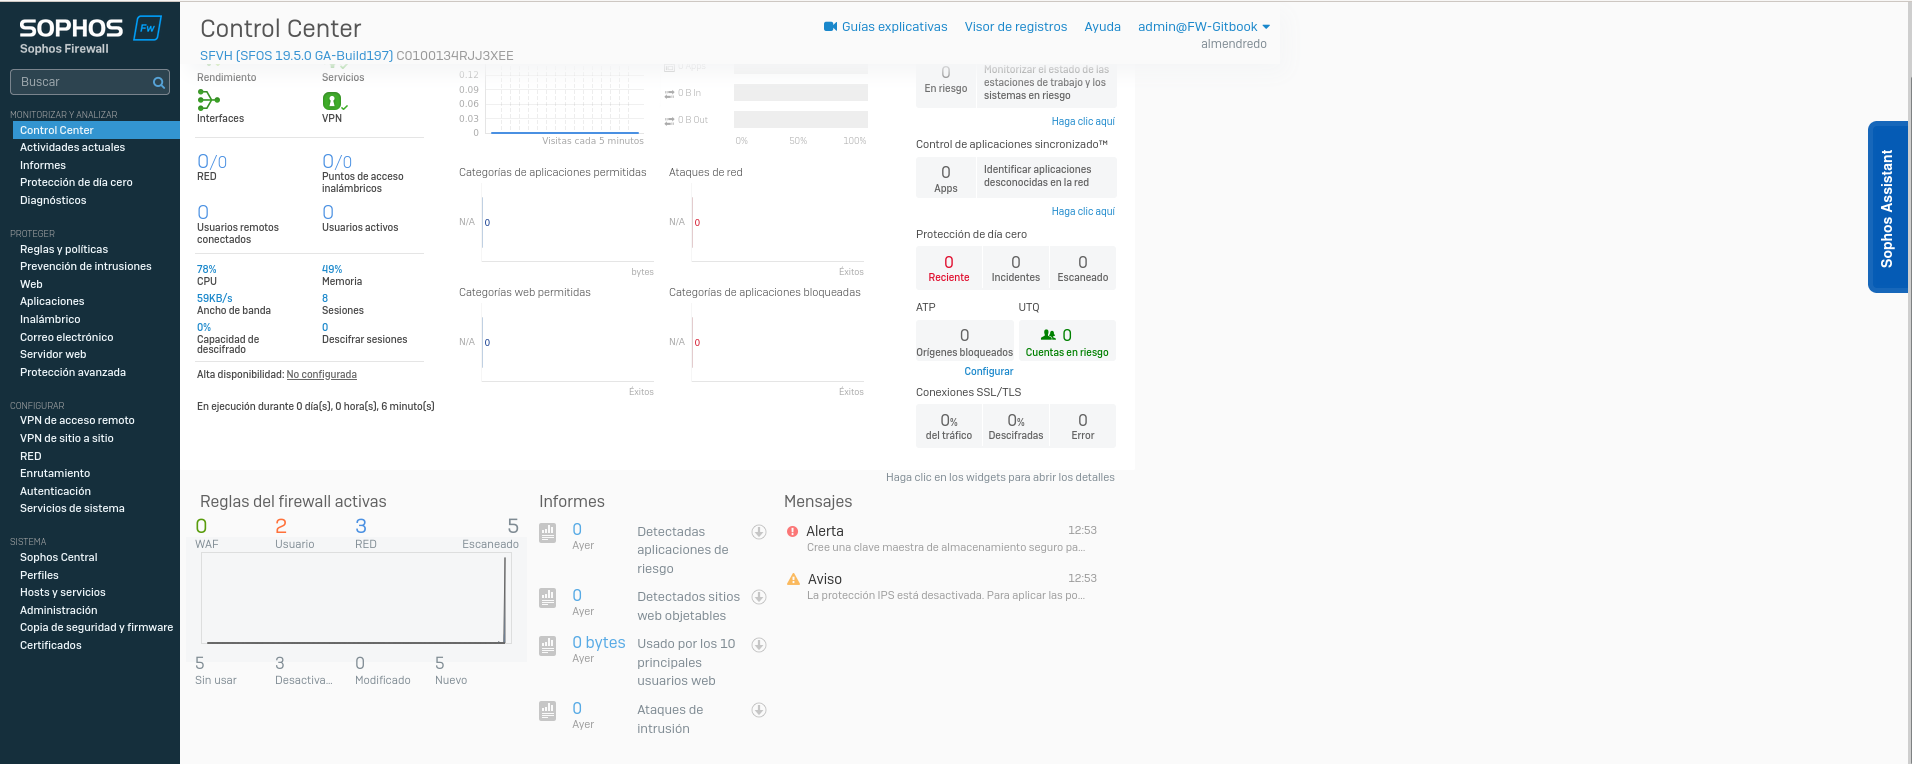 SOPHOS Fw
Sophos Firewall
Buscar
MONITORIZAR Y ANALIZAR
Control Center
Actividades actuales
Informes
Protección de día cero
Diagnósticos
PROTEGER
Reglas y políticas
Prevención de intrusiones
Web
Aplicaciones
Inalámbrico
Correo electrónico
Servidor web
Protección avanzada
CONFIGURAR
VPN de acceso remoto
VPN de sitio a sitio
RED
Enrutamiento
Autenticación
Servicios de sistema
SISTEMA
Sophos Central
Perfiles
Hosts y servicios
Administración
Copia de seguridad y firmware
Certificados
Control Center
SFVH (SFOS 19.5.0 GA-Build197) C0100134RJJ3XEE
Guías explicativas Visor de registros Ayuda admin@FW-Gitbook
almendredo
Rendimiento Servicios
Interfaces VPN
0/0 0/0
RED Puntos de acceso
inalámbricos
0 0
Usuarios remotos Usuarios activos
conectados
78% 49%
CPU Memoria
59KB/s 8
Ancho de banda Sesiones
0% 0
Capacidad de Descifrar sesiones
descifrado
Alta disponibilidad: No configurada
En ejecución durante 0 día(s), 0 hora(s), 6 minuto(s)
0.12
0.09
0.06
0.03
0
Visitas cada 5 minutos
0 Apps
0 B In
0 B Out
0% 50% 100%
Categorías de aplicaciones permitidas Ataques de red
N/A 0 N/A 0
bytes Éxitos
Categorías web permitidas Categorías de aplicaciones bloqueadas
N/A 0 N/A 0
Éxitos Éxitos
0
En riesgo
Monitorizar el estado de las
estaciones de trabajo y los
sistemas en riesgo
Haga clic aquí
Control de aplicaciones sincronizado™
0
Apps
Identificar aplicaciones
desconocidas en la red
Haga clic aquí
Protección de día cero
0 0 0
Reciente Incidentes Escaneado
ATP UTQ
0 0
Orígenes bloqueados Cuentas en riesgo
Configurar
Conexiones SSL/TLS
0% 0% 0
del tráfico Descifradas Error
Haga clic en los widgets para abrir los detalles
Reglas del firewall activas
0 2 3 5
WAF Usuario RED Escaneado
5 3 0 5
Sin usar Desactiva... Modificado Nuevo
Informes
0 Detectadas
Ayer aplicaciones de
riesgo
0 Detectados sitios
Ayer web objetables
0 bytes Usado por los 10
Ayer principales
usuarios web
0 Ataques de
Ayer intrusión
Mensajes
Alerta 12:53
Cree una clave maestra de almacenamiento seguro pa...
Aviso 12:53
La protección IPS está desactivada. Para aplicar las po...
Sophos Assistant